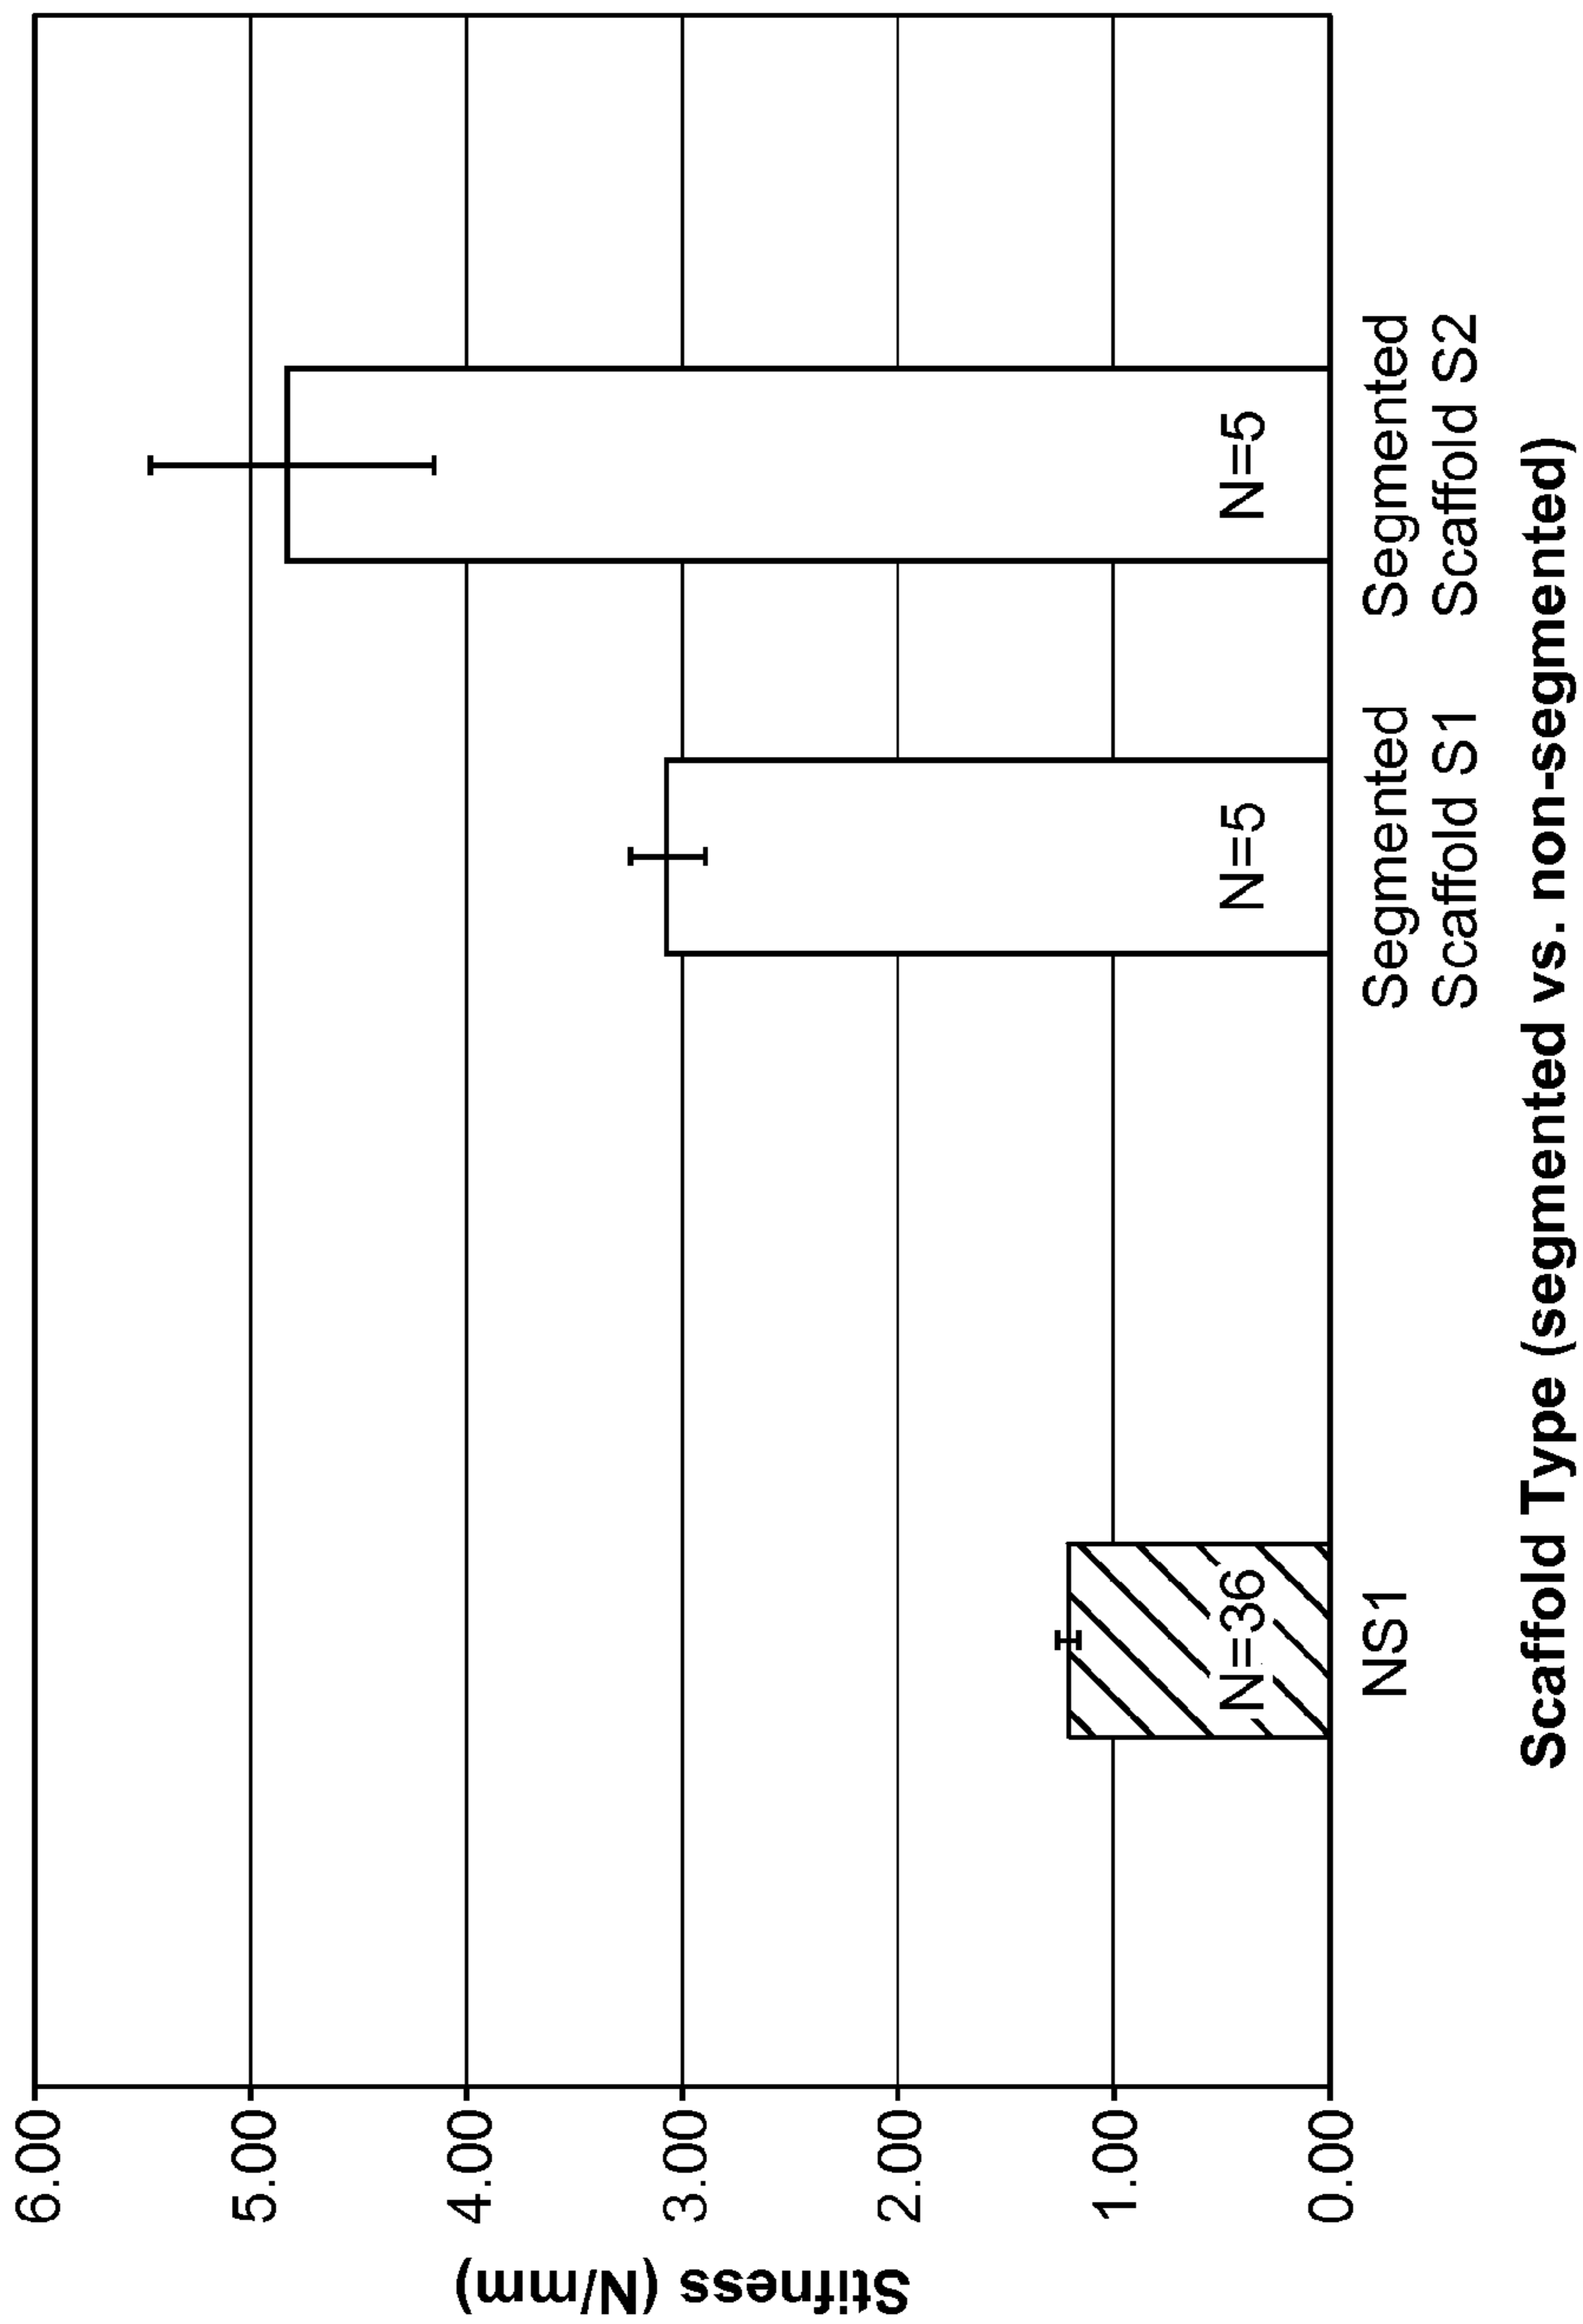 Stifness (N/mm)
6.00
5.00
4.00
3.00
2.00
1.00
0.00
N=36
N=5
N=5
NS1
Segmented
Scaffold S1
Segmented
Scaffold S2
Scaffold Type (segmented vs. non-segmented)